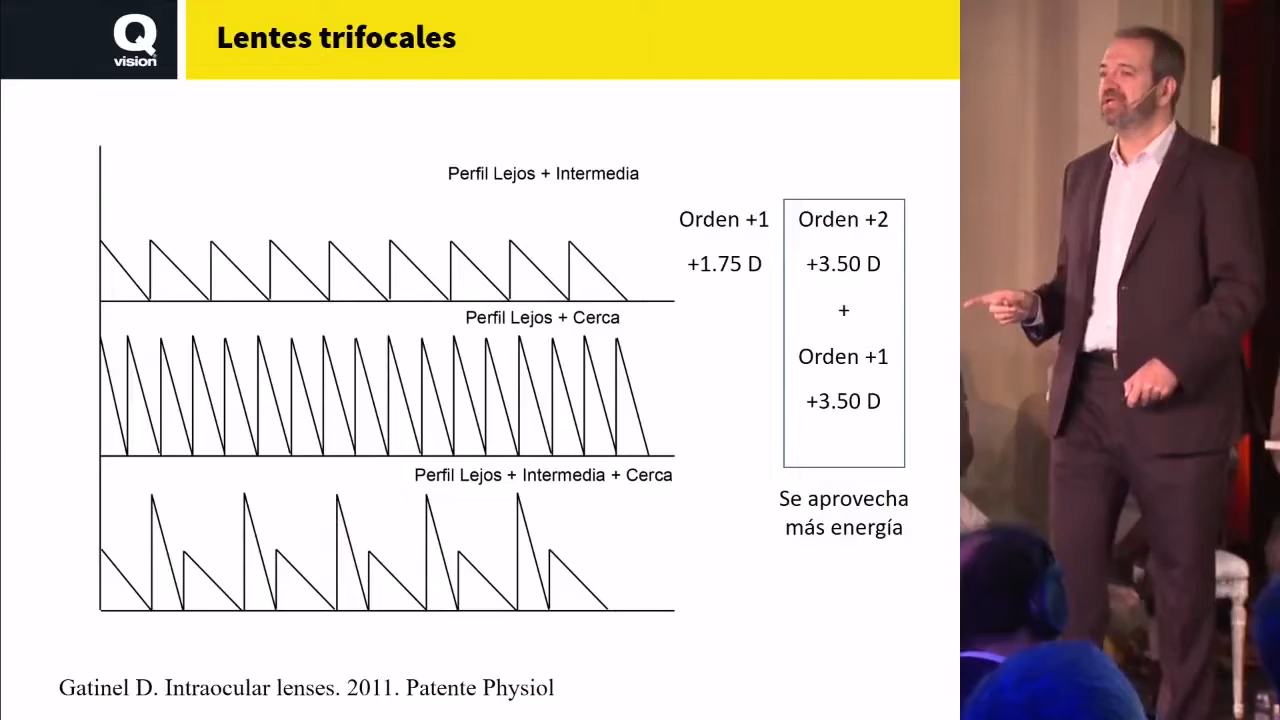 Q
vision
Lentes trifocales
Perfil Lejos + Intermedia
Orden +1
Orden +2
+1.75 D
+3.50 D
+
Perfil Lejos + Cerca
Orden +1
+3.50 D
Perfil Lejos + Intermedia + Cerca
Se aprovecha
más energía
Gatinel D. Intraocular lenses. 2011. Patente Physiol